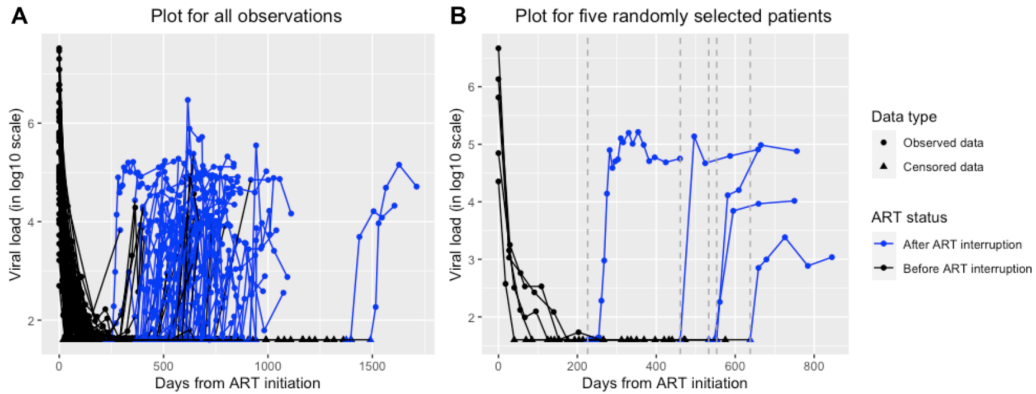 A
Plot for all observations
Viral load (in log10 scale)
6
4
2
0
500
1000
1500
Days from ART initiation
B
Plot for five randomly selected patients
Viral load (in log10 scale)
6
5
4
3
2
0
200
400
600
800
Days from ART initiation
Data type
Observed data
Censored data
ART status
After ART interruption
Before ART interruption